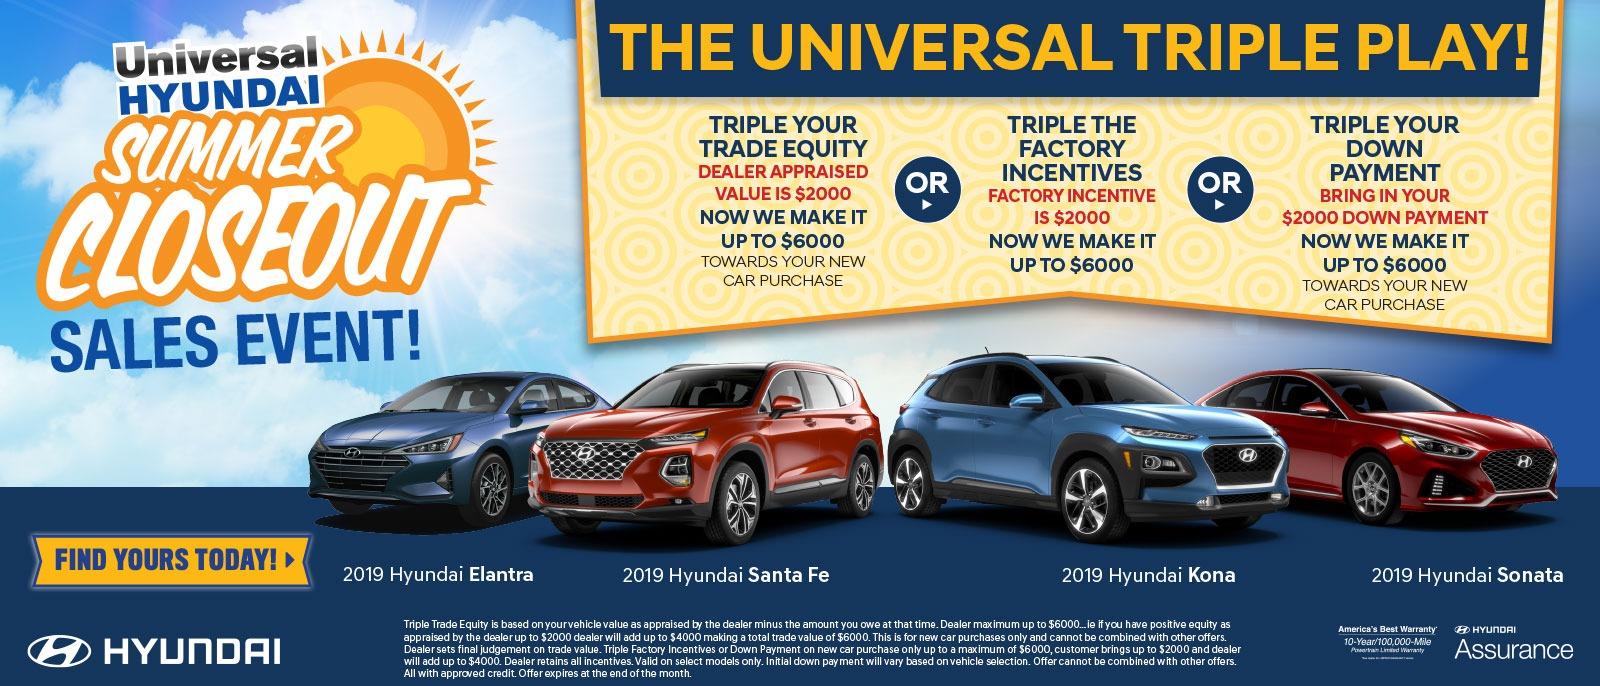 Universal
HYUNDAI
SUMMER
CLOSEOUT
SALES EVENT!
THE UNIVERSAL TRIPLE PLAY!
TRIPLE YOUR
TRADE EQUITY
DEALER APPRAISED
VALUE IS $2000
NOW WE MAKE IT
UP TO $6000
TOWARDS YOUR NEW
CAR PURCHASE
OR
TRIPLE THE
FACTORY
INCENTIVES
FACTORY INCENTIVE
IS $2000
NOW WE MAKE IT
UP TO $6000
OR
TRIPLE YOUR
DOWN
PAYMENT
BRING IN YOUR
$2000 DOWN PAYMENT
NOW WE MAKE IT
UP TO $6000
TOWARDS YOUR NEW
CAR PURCHASE
FIND YOURS TODAY!
2019 Hyundai Elantra
2019 Hyundai Santa Fe
2019 Hyundai Kona
2019 Hyundai Sonata
HYUNDAI
Triple Trade Equity is based on your vehicle value as appraised by the dealer minus the amount you owe at that time. Dealer maximum up to $6000...ie if you have positive equity as
appraised by the dealer up to $2000 dealer will add up to $4000 making a total trade value of $6000. This is for new car purchases only and cannot be combined with other offers.
Dealer sets final judgement on trade value. Triple Factory Incentives or Down Payment on new car purchase only up to a maximum of $6000, customer brings up to $2000 and dealer
will add up to $4000. Dealer retains all incentives. Valid on select models only. Initial down payment will vary based on vehicle selection. Offer cannot be combined with other offers.
All with approved credit. Offer expires at the end of the month.
America's Best Warranty
10-Year/100,000-Mile
Powertrain Limited Warranty
HYUNDAI
Assurance